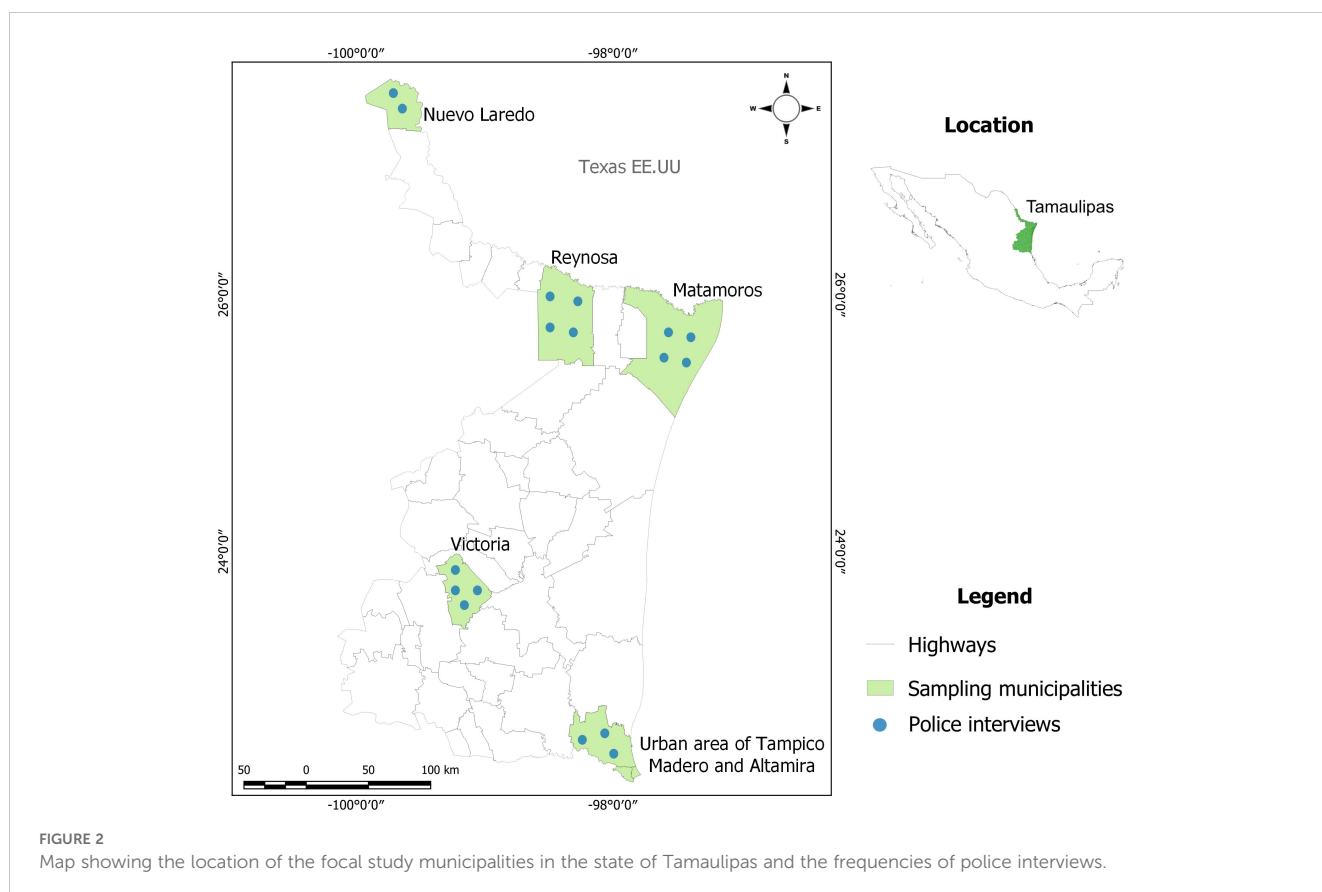 -100°0′0″
-98°0′0″
N
W
E
S
Nuevo Laredo
Texas EE.UU
Reynosa
Matamoros
26°0′0″
26°0′0″
Victoria
24°0′0″
24°0′0″
Urban area of Tampico
Madero and Altamira
50
0
50
100 km
-100°0′0″
-98°0′0″
Location
Tamaulipas
Legend
Highways
Sampling municipalities
Police interviews
FIGURE 2
Map showing the location of the focal study municipalities in the state of Tamaulipas and the frequencies of police interviews.